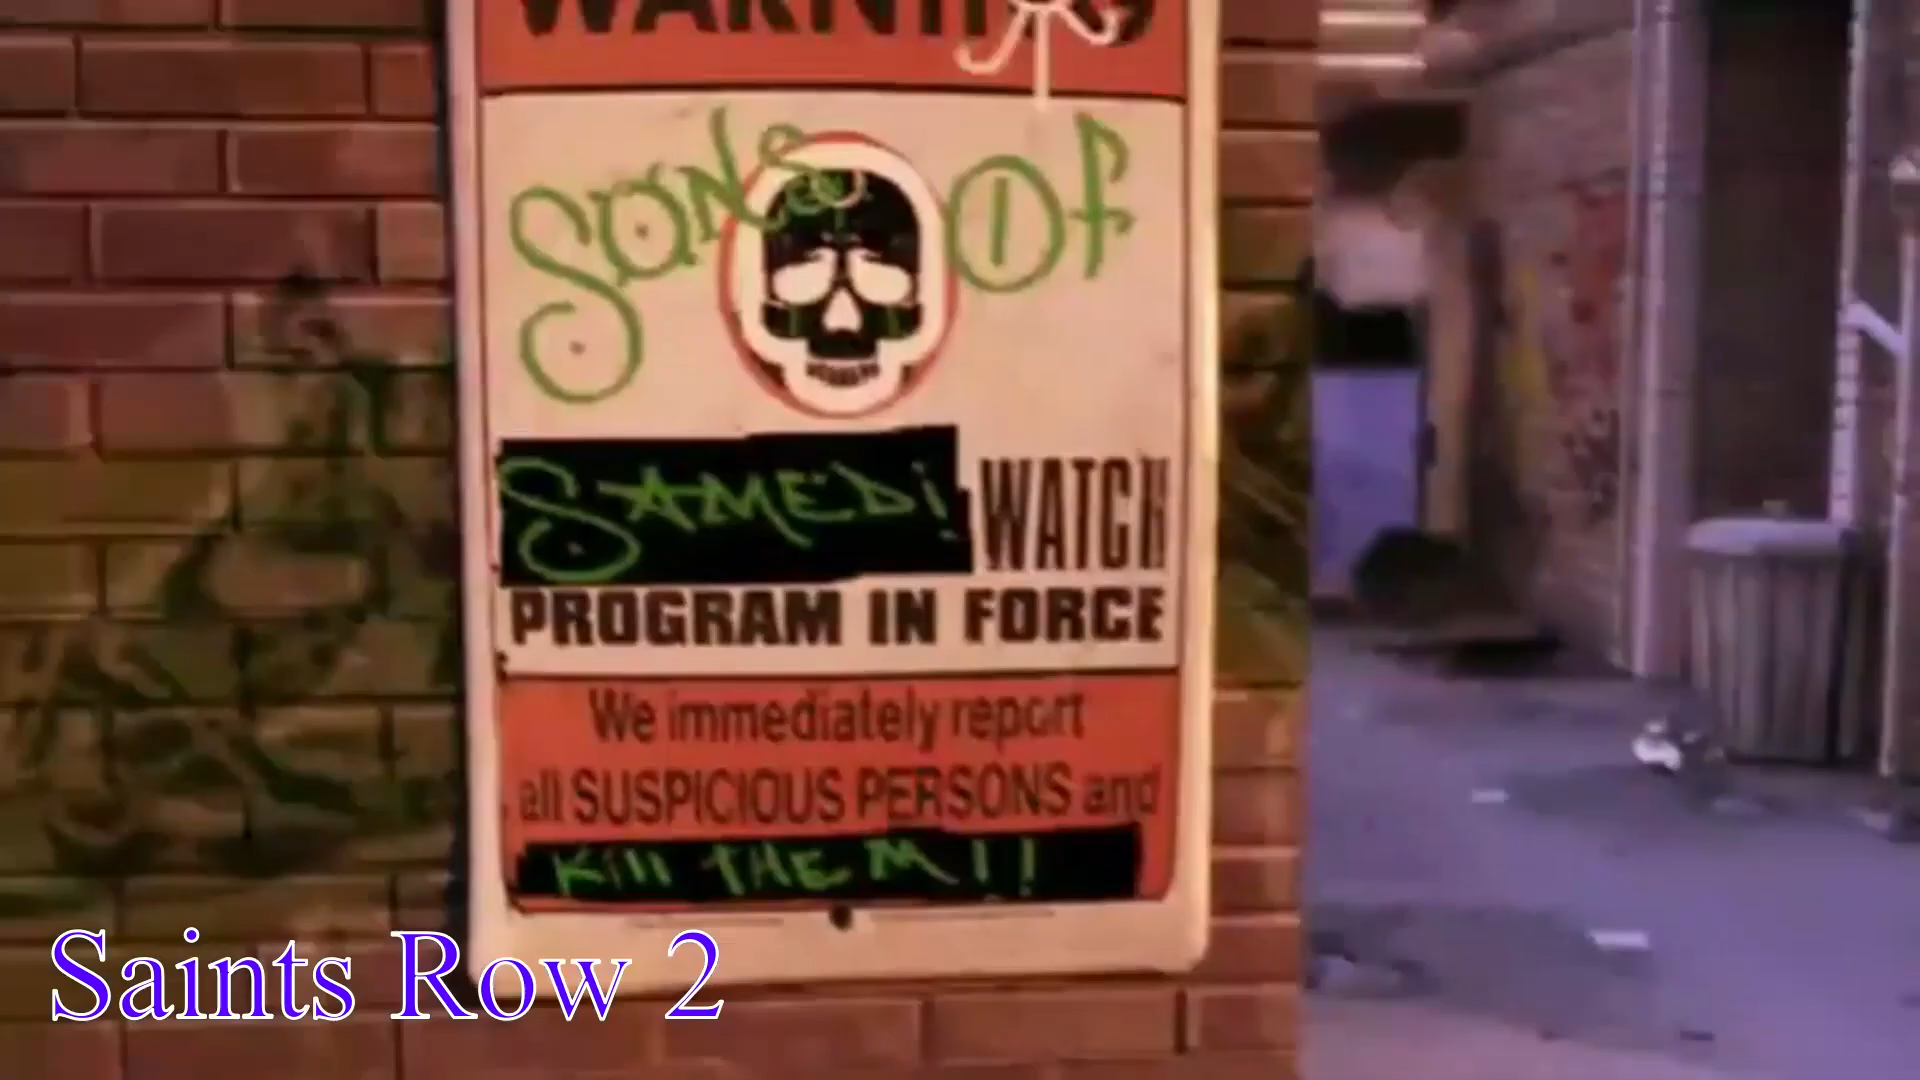 WARNING
SONS Of
SAMEDi WATCH
PROGRAM IN FORCE
We immediately report
all SUSPICIOUS PERSONS and
Kill THEM!!
Saints Row 2